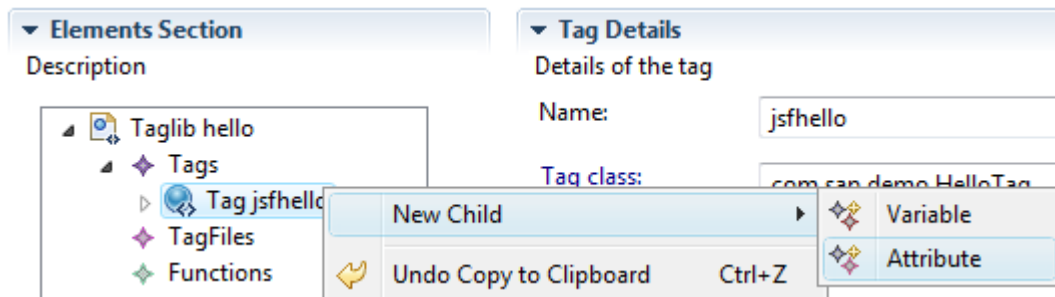 Elements Section
Description
Taglib hello
Tags
Tag jsfhello
TagFiles
Functions
Tag Details
Details of the tag
Name: jsfhello
Tag class: com.sap.demo.HelloTag
New Child
Undo Copy to Clipboard Ctrl+Z
Variable
Attribute